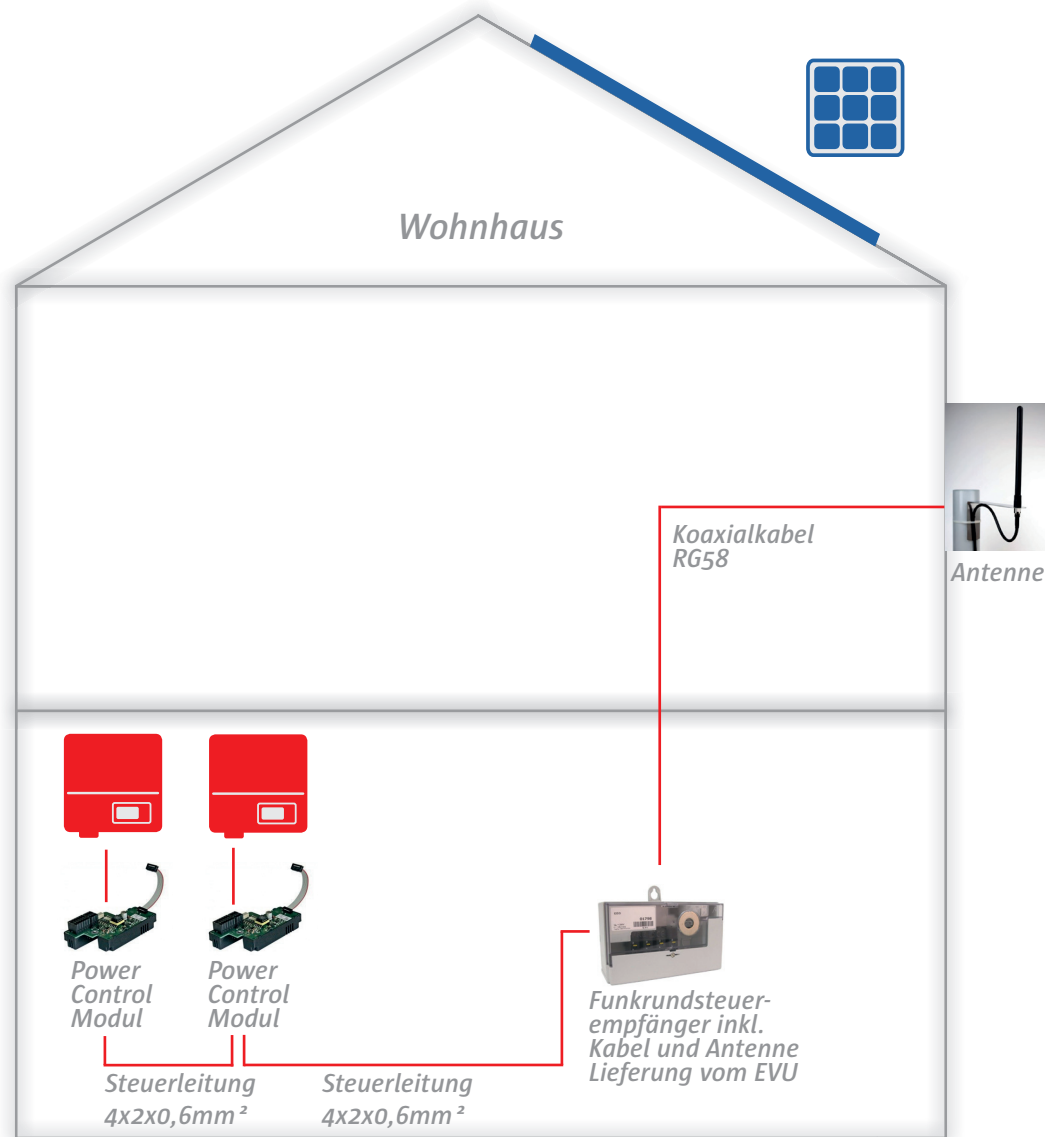 Wohnhaus
Koaxialkabel
RG58
Antenne
Power
Control
Modul
Power
Control
Modul
Funkrundsteuer-
empfänger inkl.
Kabel und Antenne
Lieferung vom EVU
Steuerleitung
4x2x0,6mm²
Steuerleitung
4x2x0,6mm²